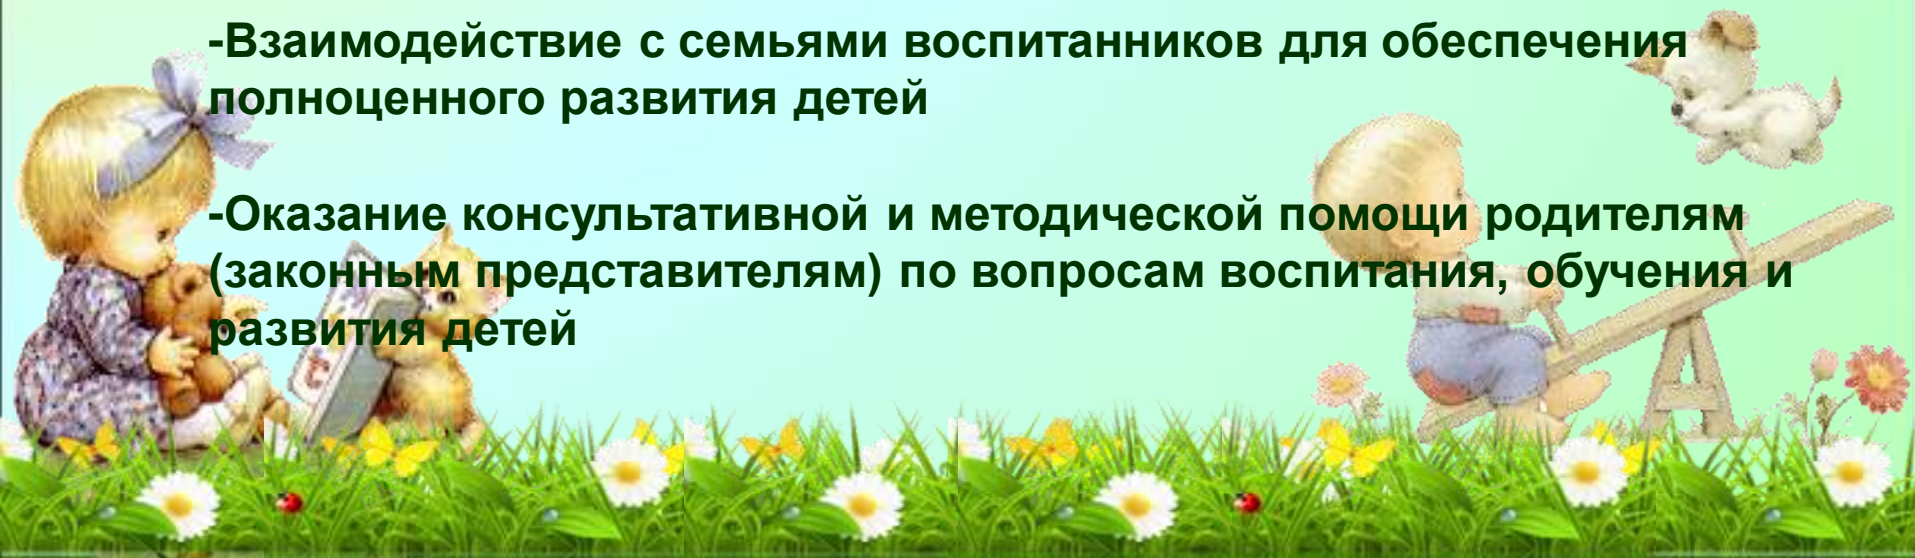 -Взаимодействие с семьями воспитанников для обеспечения
полноценного развития детей
-Оказание консультативной и методической помощи родителям
(законным представителям) по вопросам воспитания, обучения и
развития детей